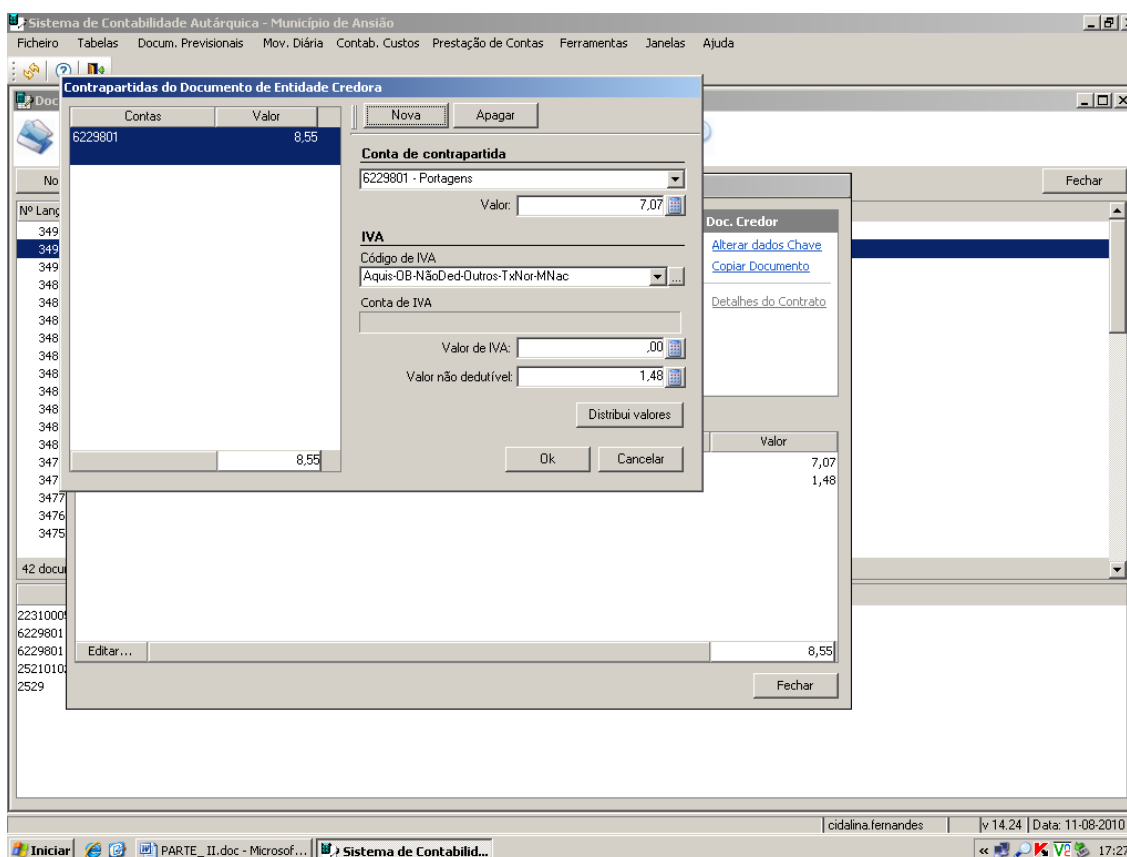 Sistema de Contabilidade Autárquica - Município de Ansião
Ficheiro Tabelas Docum. Previsionais Mov. Diária Contab. Custos Prestação de Contas Ferramentas Janelas Ajuda
Contrapartidas do Documento de Entidade Credora
Doc
Contas Valor
6229801 8,55
8,55
Nova Apagar
Conta de contrapartida
6229801 - Portagens
Valor: 7,07
IVA
Código de IVA
Aquis-OB-NãoDed-Outros-TxNor-MNac
...
Conta de IVA
Valor de IVA: ,00
Valor não dedutível: 1,48
Distribui valores
Ok Cancelar
No
Fechar
Nº Lanç
349
349
349
348
348
348
348
348
348
348
348
348
348
347
347
3477
3476
3475
42 docu
Doc. Credor
Alterar dados Chave
Copiar Documento
Detalhes do Contrato
Valor
7,07
1,48
Editar... 8,55
Fechar
2231000
6229801
6229801
2521010
2529
cidalina.fernandes v 14.24 Data: 11-08-2010
Iniciar PARTE_ II.doc - Microsof... Sistema de Contabilid... « 17:27